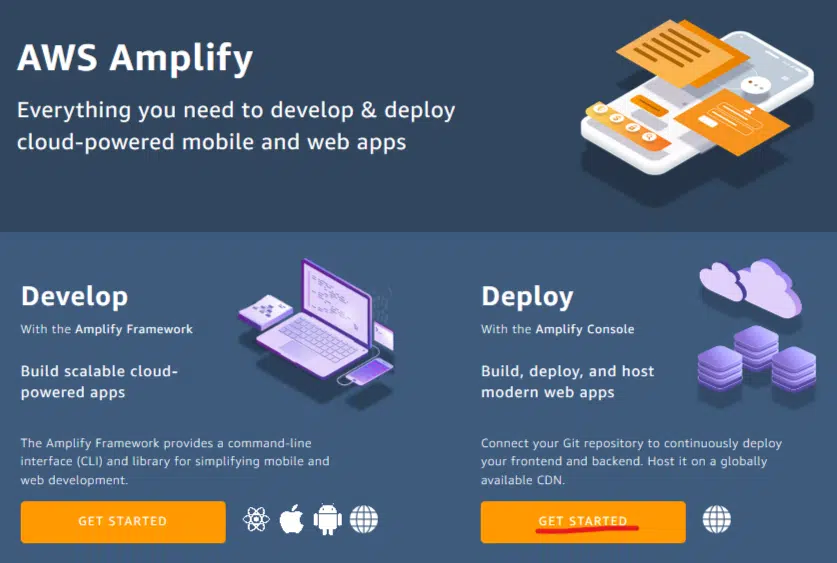 AWS Amplify
Everything you need to develop & deploy
cloud-powered mobile and web apps
Develop
With the Amplify Framework
Build scalable cloud-
powered apps
The Amplify Framework provides a command-line
interface (CLI) and library for simplifying mobile and
web development.
GET STARTED
Deploy
With the Amplify Console
Build, deploy, and host
modern web apps
Connect your Git repository to continuously deploy
your frontend and backend. Host it on a globally
available CDN.
GET STARTED